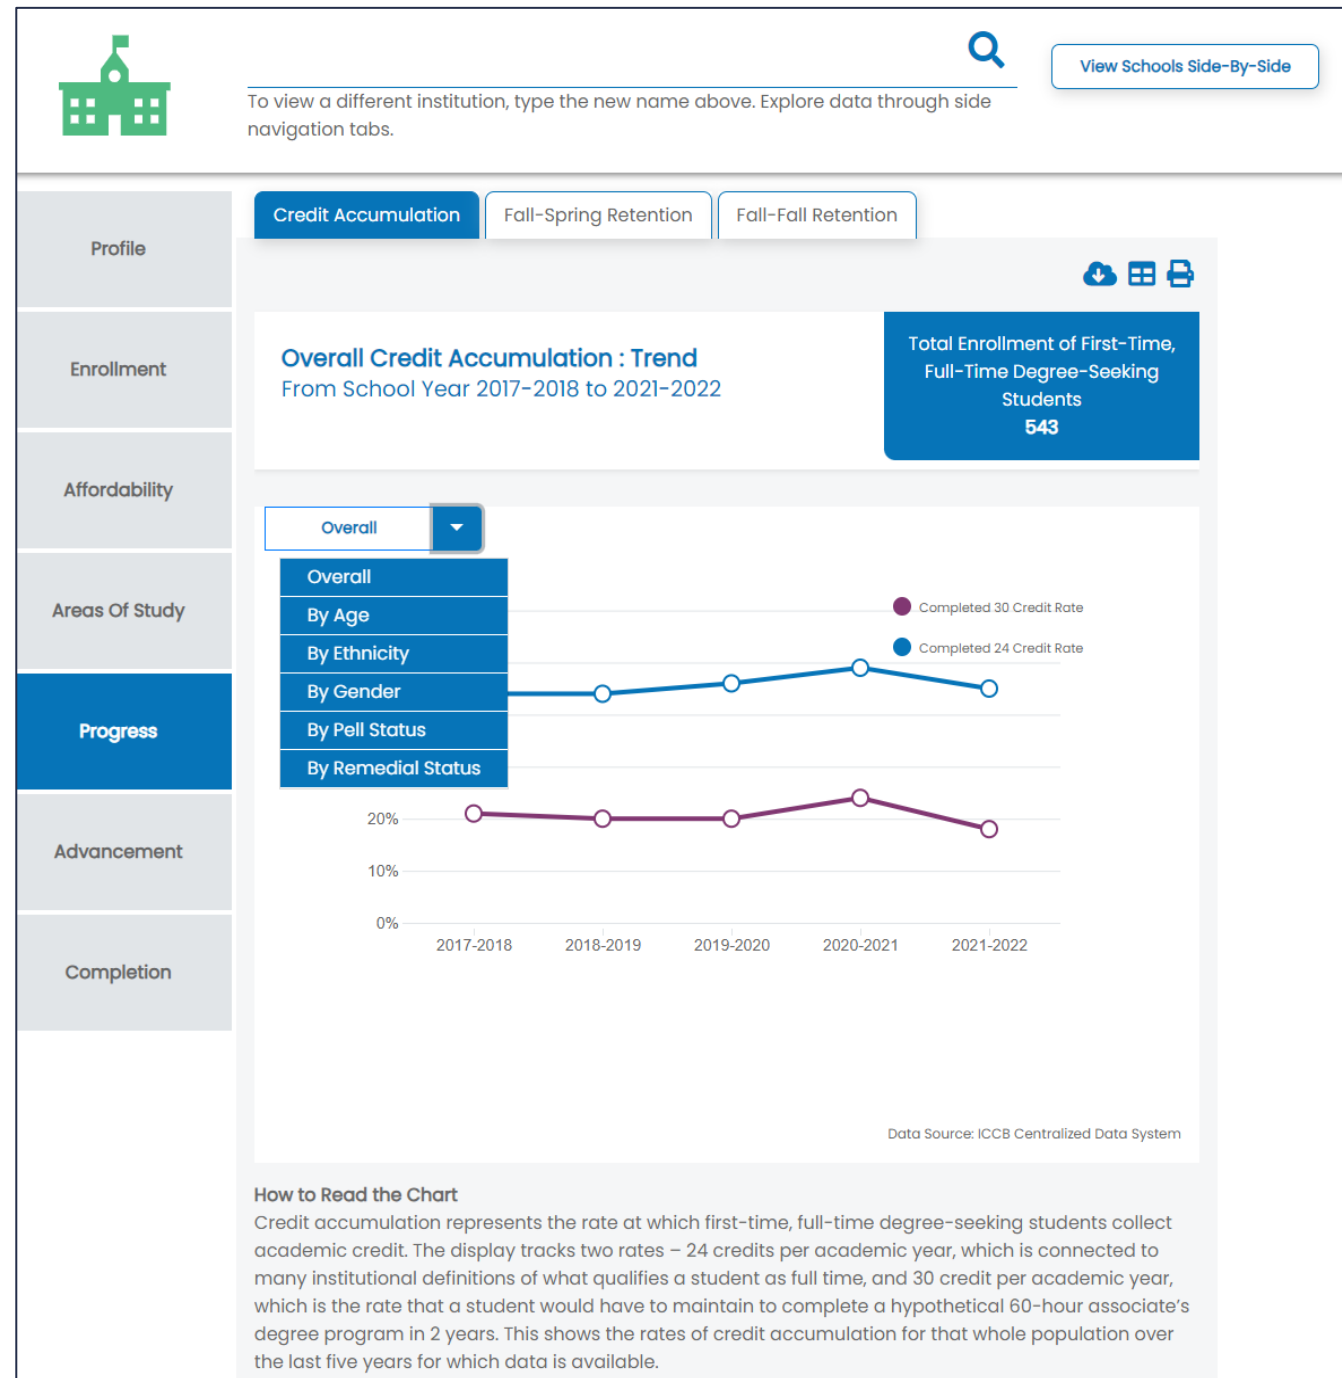 View Schools Side-By-Side
To view a different institution, type the new name above. Explore data through side
navigation tabs.
Profile
Enrollment
Affordability
Areas Of Study
Progress
Advancement
Completion
Credit Accumulation
Fall-Spring Retention
Fall-Fall Retention
Overall Credit Accumulation : Trend
From School Year 2017-2018 to 2021-2022
Total Enrollment of First-Time,
Full-Time Degree-Seeking
Students
543
Overall
Overall
By Age
By Ethnicity
By Gender
By Pell Status
By Remedial Status
Completed 30 Credit Rate
Completed 24 Credit Rate
20%
10%
0%
2017-2018 2018-2019 2019-2020 2020-2021 2021-2022
Data Source: ICCB Centralized Data System
How to Read the Chart
Credit accumulation represents the rate at which first-time, full-time degree-seeking students collect
academic credit. The display tracks two rates – 24 credits per academic year, which is connected to
many institutional definitions of what qualifies a student as full time, and 30 credit per academic year,
which is the rate that a student would have to maintain to complete a hypothetical 60-hour associate's
degree program in 2 years. This shows the rates of credit accumulation for that whole population over
the last five years for which data is available.